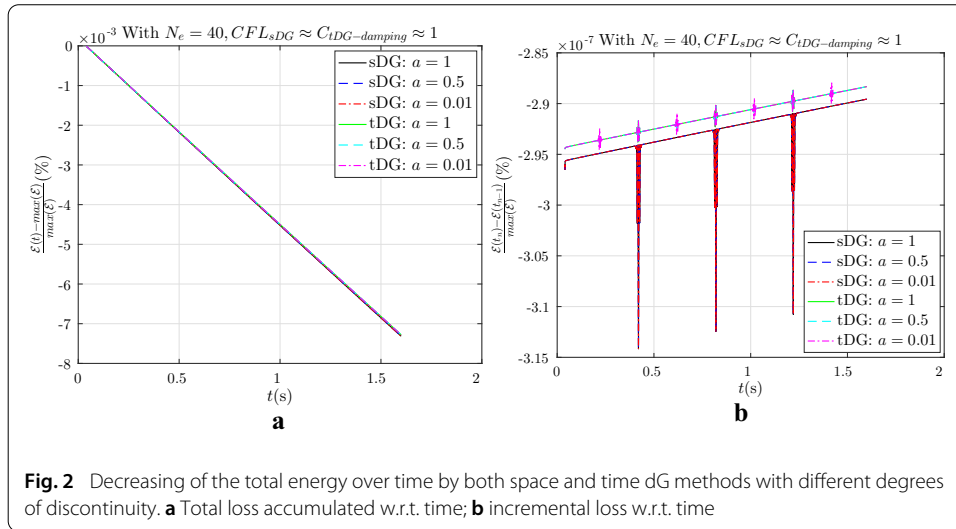 ×10⁻³ With N_e = 40, CFL_sDG ≈ C_tDG−damping ≈ 1
0
-1
-2
-3
-4
-5
-6
-7
-8
(ℰ(t)−max(ℰ))/max(ℰ) (%)
sDG: a = 1
sDG: a = 0.5
sDG: a = 0.01
tDG: a = 1
tDG: a = 0.5
tDG: a = 0.01
0 0.5 1 1.5 2
t(s)
a
×10⁻⁷ With N_e = 40, CFL_sDG ≈ C_tDG−damping ≈ 1
-2.85
-2.9
-2.95
-3
-3.05
-3.1
-3.15
(ℰ(t_n)−ℰ(t_{n−1}))/max(ℰ) (%)
sDG: a = 1
sDG: a = 0.5
sDG: a = 0.01
tDG: a = 1
tDG: a = 0.5
tDG: a = 0.01
0 0.5 1 1.5 2
t(s)
b
Fig. 2 Decreasing of the total energy over time by both space and time dG methods with different degrees
of discontinuity. a Total loss accumulated w.r.t. time; b incremental loss w.r.t. time